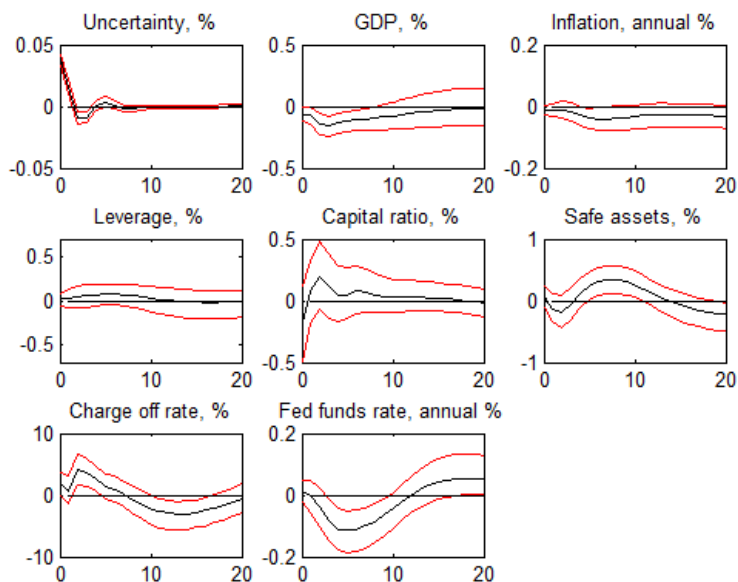 Uncertainty, % GDP, % Inflation, annual %
0.05 0.5 0.2
0 0 0
-0.05 -0.5 -0.2
0 10 20 0 10 20 0 10 20
Leverage, % Capital ratio, % Safe assets, %
0.5 0.5 1
0 0 0
-0.5 -0.5 -1
0 10 20 0 10 20 0 10 20
Charge off rate, % Fed funds rate, annual %
10 0.2
0 0
-10 -0.2
0 10 20 0 10 20